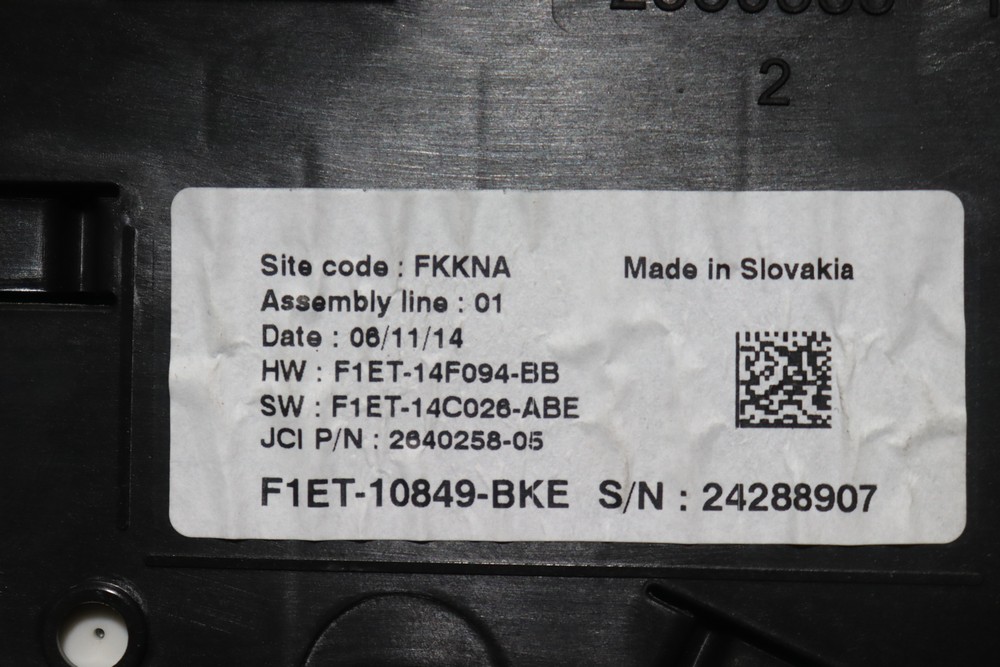 2
Site code : FKKNA
Made in Slovakia
Assembly line : 01
Date : 06/11/14
HW : F1ET-14F094-BB
SW : F1ET-14C026-ABE
JCI P/N : 2640258-05
F1ET-10849-BKE S/N : 24288907